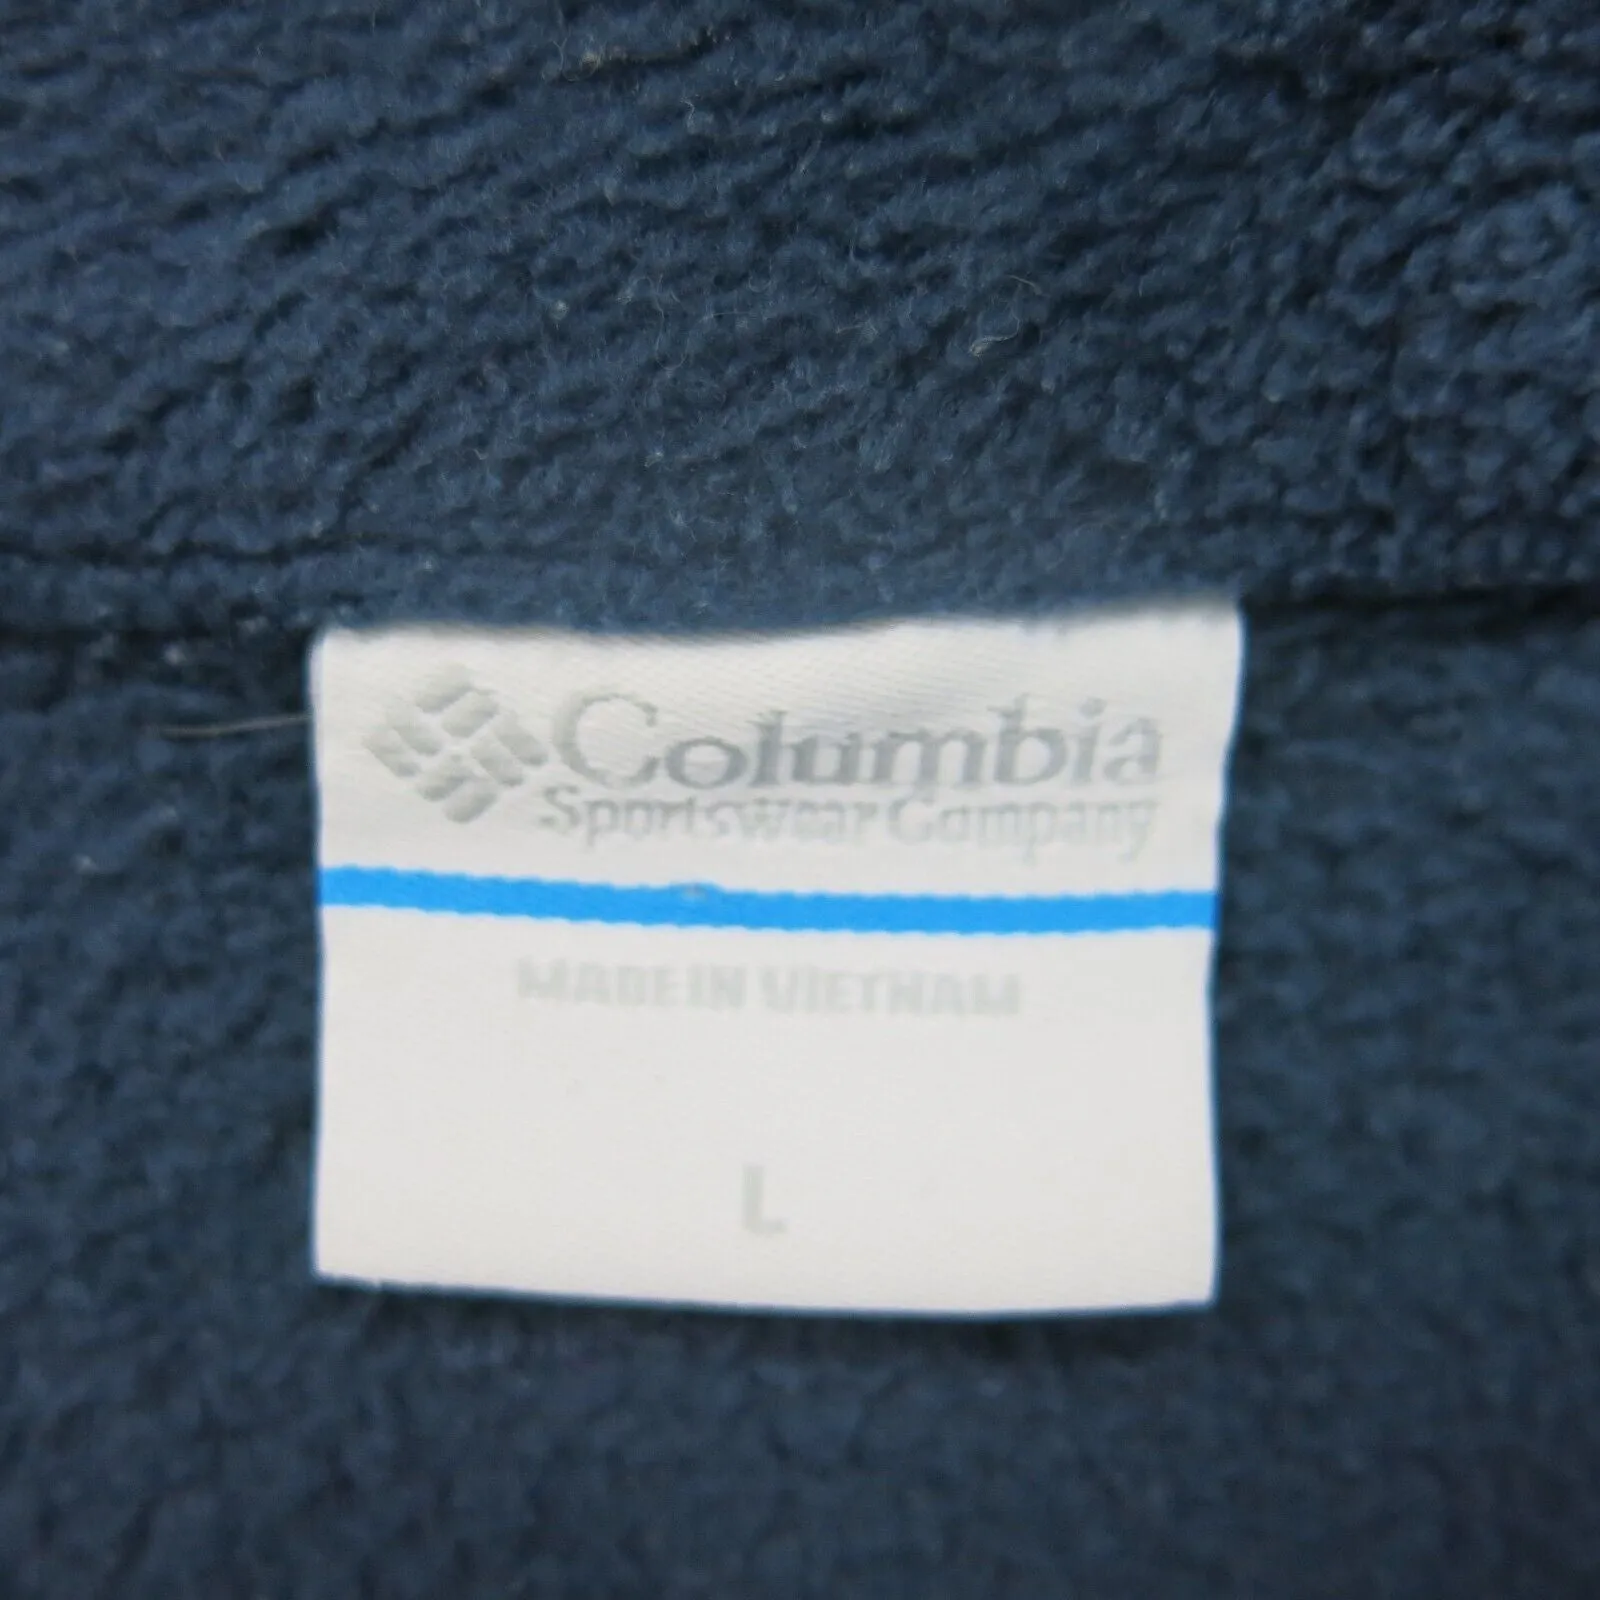 Columbia
Sportswear Company
MADE IN VIETNAM
L